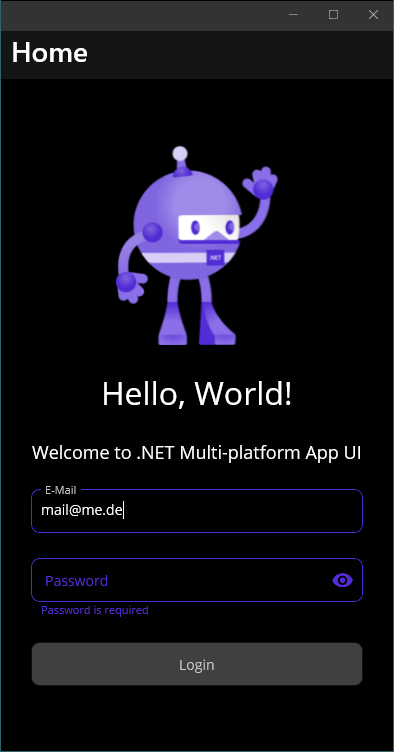 Home
.NET
Hello, World!
Welcome to .NET Multi-platform App UI
E-Mail
mail@me.de
Password
Password is required
Login